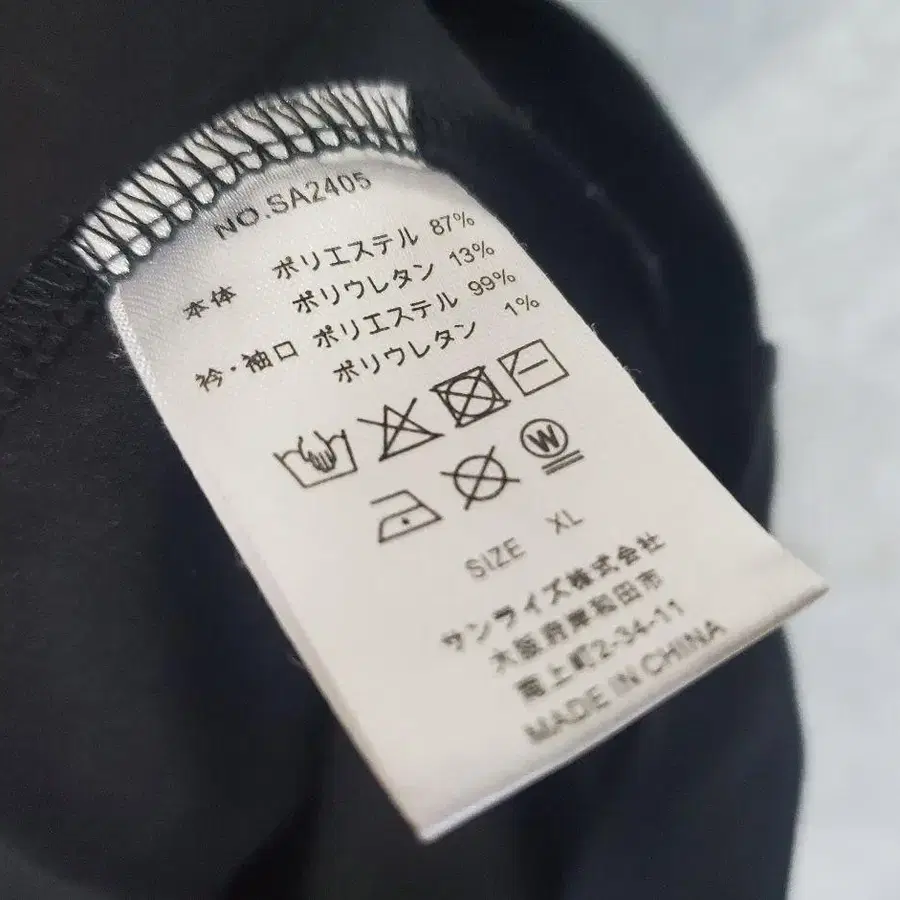 NO.SA2405
本体 ポリエステル 87%
ポリウレタン 13%
衿・袖口 ポリエステル 99%
ポリウレタン 1%
W
SIZE XL
サンライズ株式会社
大阪府岸和田市
上町2-34-11
MADE IN CHINA